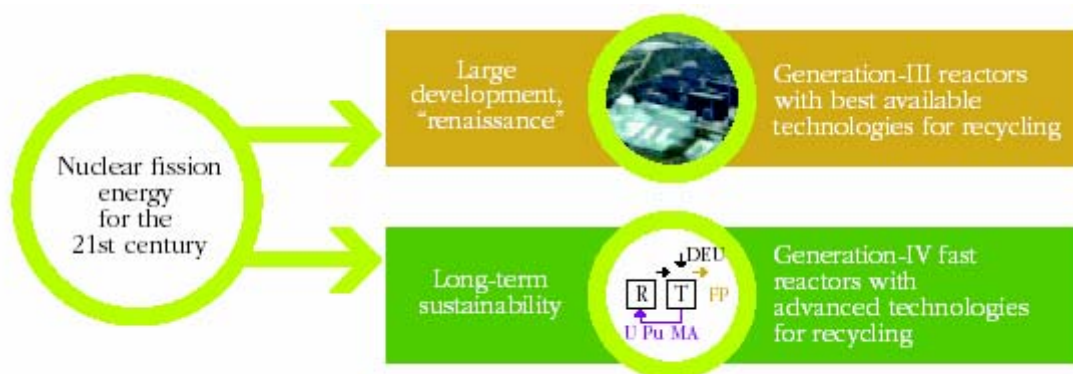 Nuclear fission
energy
for the
21st century
Large
development,
“renaissance”
Generation-III reactors
with best available
technologies for recycling
Long-term
sustainability
DEU
R T FP
U Pu MA
Generation-IV fast
reactors with
advanced technologies
for recycling